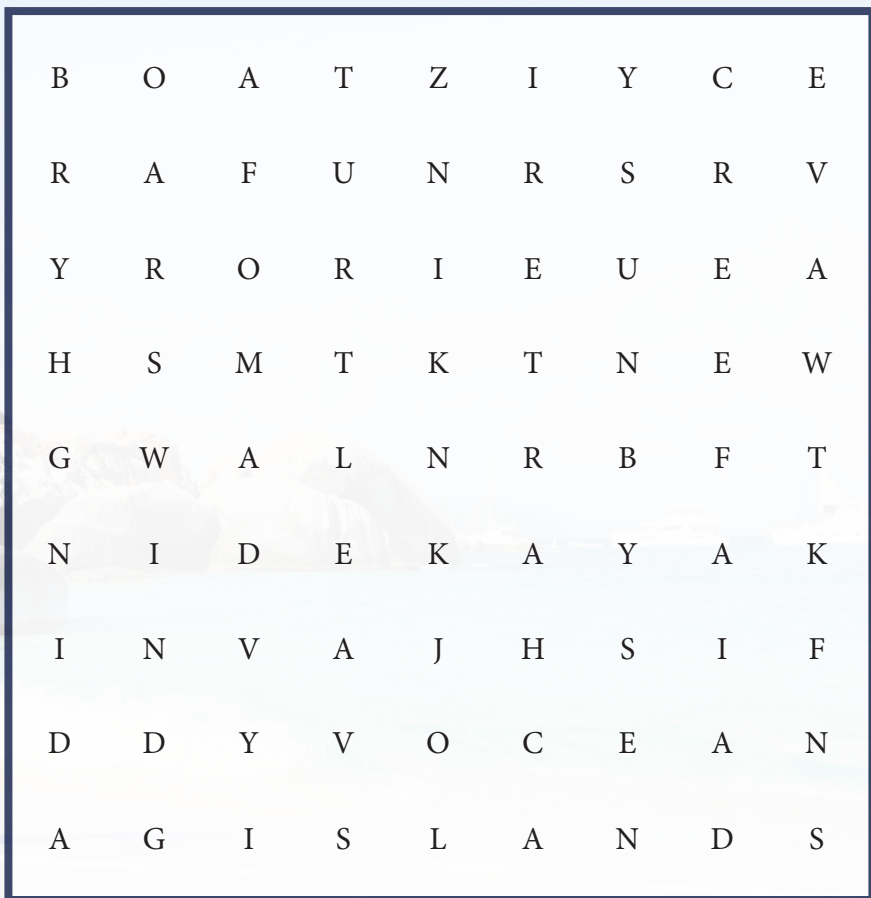 B O A T Z I Y C E
R A F U N R S R V
Y R O R I E U E A
H S M T K T N E W
G W A L N R B F T
N I D E K A Y A K
I N V A J H S I F
D D Y V O C E A N
A G I S L A N D S